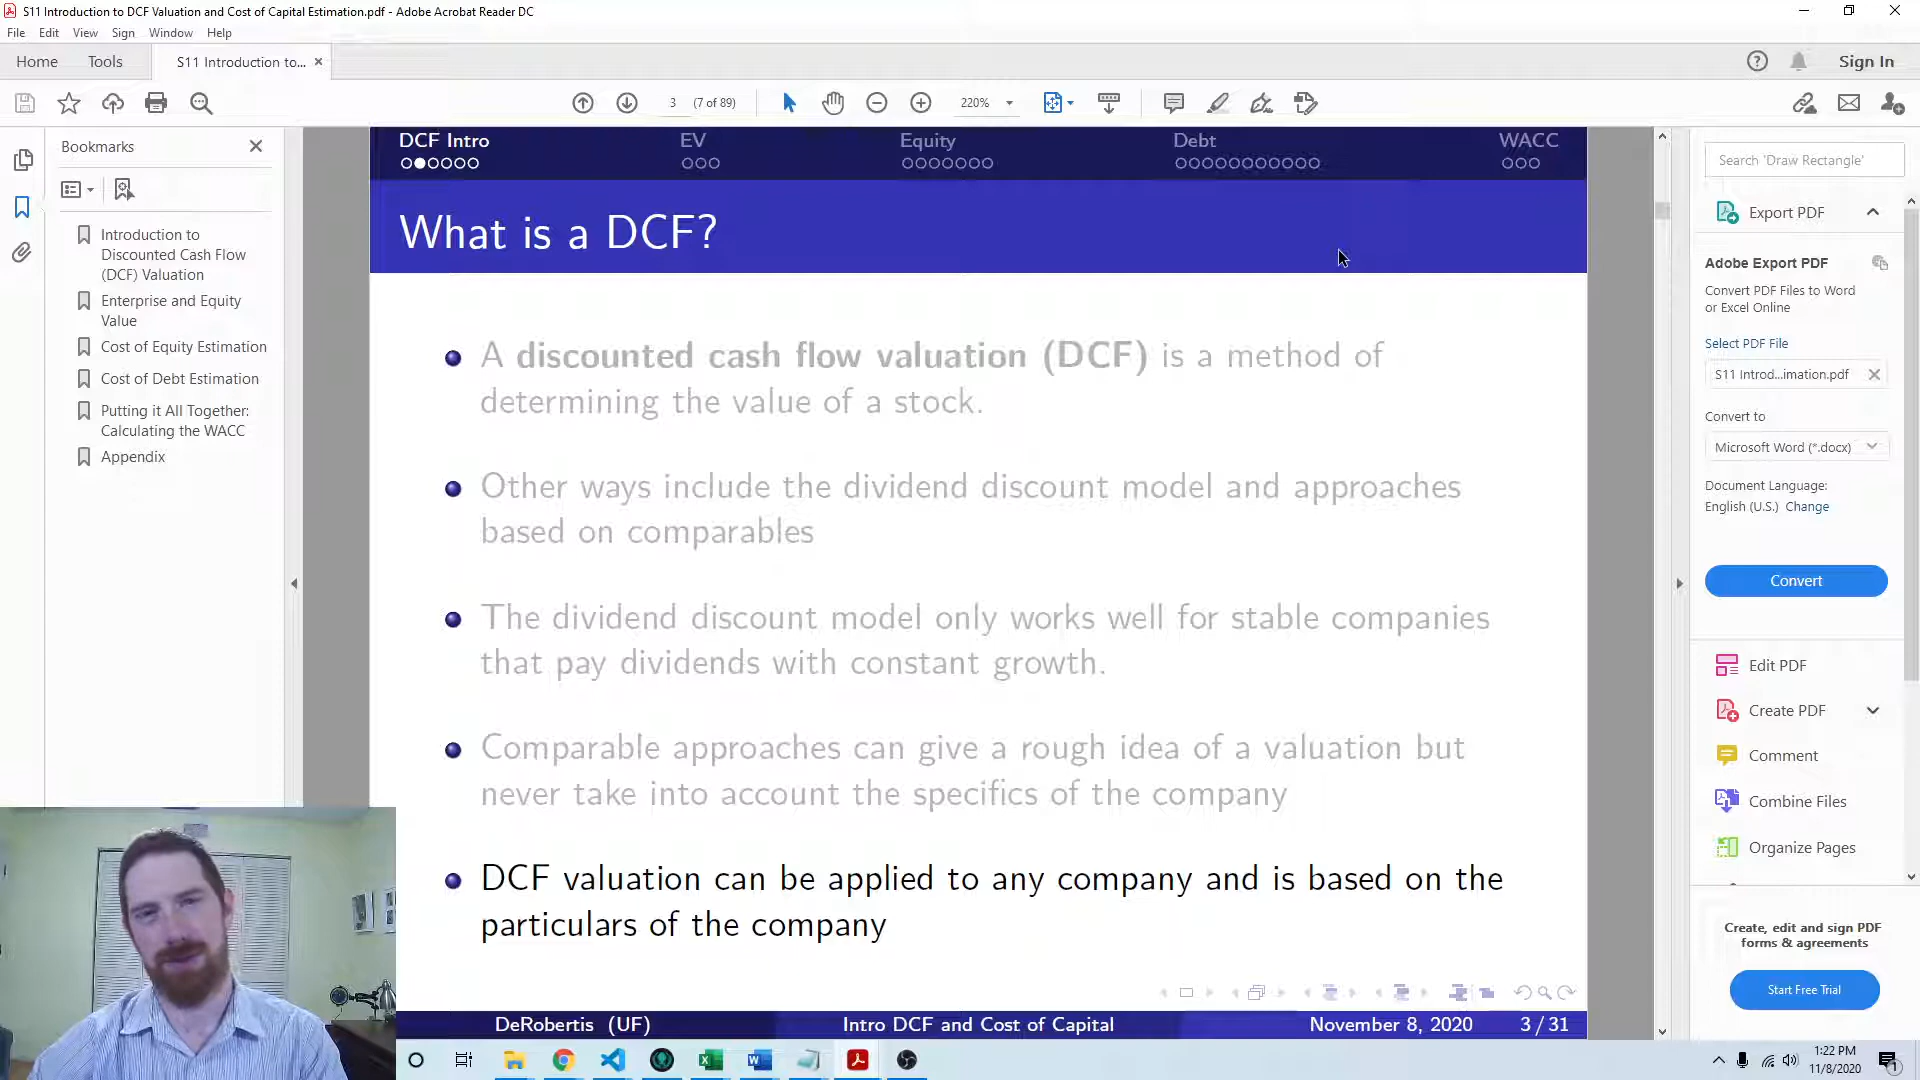 S11 Introduction to DCF Valuation and Cost of Capital Estimation.pdf - Adobe Acrobat Reader DC
File Edit View Sign Window Help
Home Tools S11 Introduction to... Sign In
3 (7 of 89) 220%
Bookmarks
Introduction to
Discounted Cash Flow
(DCF) Valuation
Enterprise and Equity
Value
Cost of Equity Estimation
Cost of Debt Estimation
Putting it All Together:
Calculating the WACC
Appendix
DCF Intro EV Equity Debt WACC
What is a DCF?
A discounted cash flow valuation (DCF) is a method of
determining the value of a stock.
Other ways include the dividend discount model and approaches
based on comparables
The dividend discount model only works well for stable companies
that pay dividends with constant growth.
Comparable approaches can give a rough idea of a valuation but
never take into account the specifics of the company
DCF valuation can be applied to any company and is based on the
particulars of the company
DeRobertis (UF) Intro DCF and Cost of Capital November 8, 2020 3 / 31
Search 'Draw Rectangle'
Export PDF
Adobe Export PDF
Convert PDF Files to Word
or Excel Online
Select PDF File
S11 Introd...imation.pdf
Convert to
Microsoft Word (*.docx)
Document Language:
English (U.S.) Change
Convert
Edit PDF
Create PDF
Comment
Combine Files
Organize Pages
Create, edit and sign PDF
forms & agreements
Start Free Trial
1:22 PM
11/8/2020